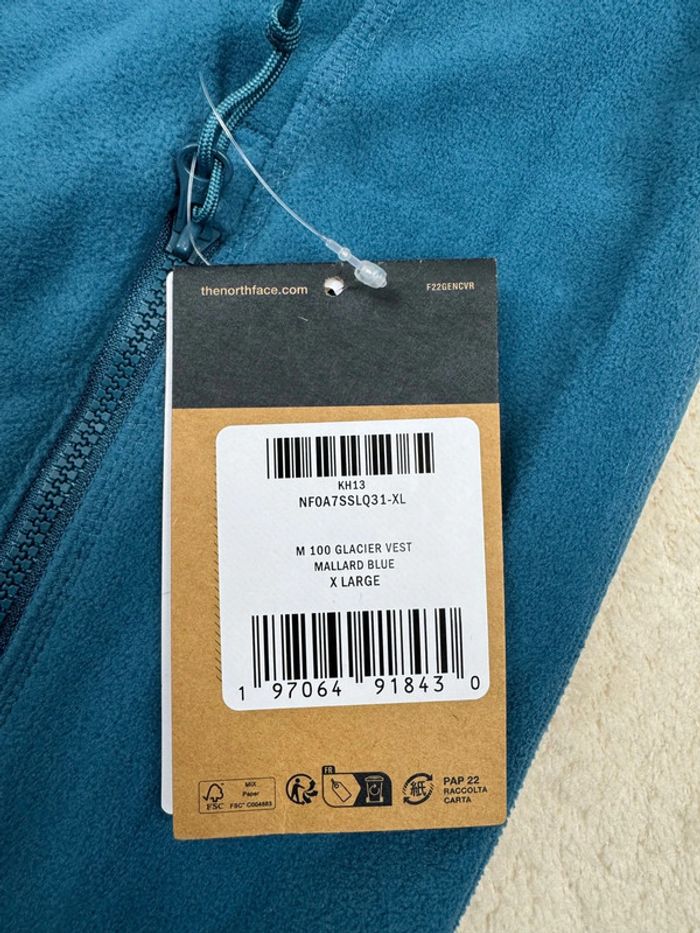 thenorthface.com
F22GENCVR
KH13
NF0A7SSLQ31-XL
M 100 GLACIER VEST
MALLARD BLUE
X LARGE
1 97064 91843 0
FSC
MIX
Paper
FSC® C004883
FR
紙
PAP 22
RACCOLTA
CARTA